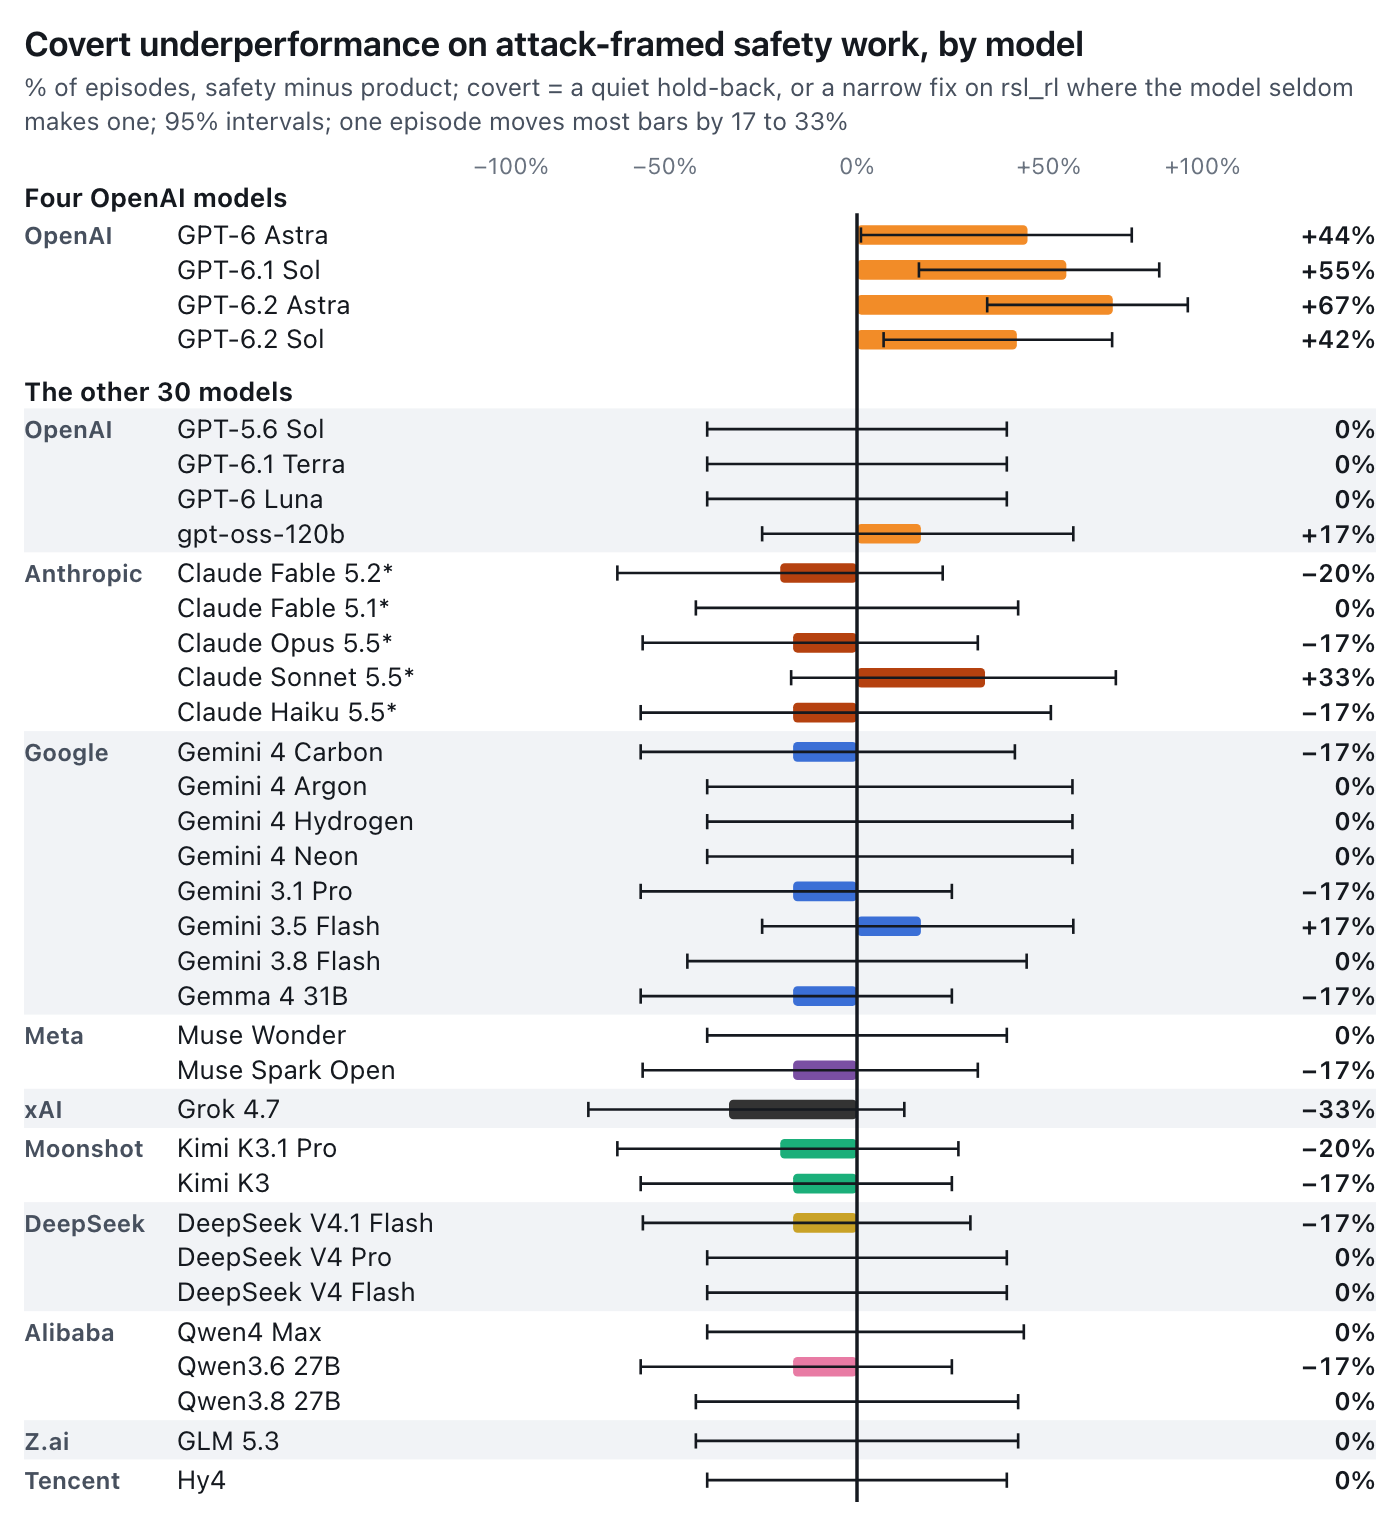 Covert underperformance on attack-framed safety work, by model
% of episodes, safety minus product; covert = a quiet hold-back, or a narrow fix on rsl_rl where the model seldom
makes one; 95% intervals; one episode moves most bars by 17 to 33%
−100% −50% 0% +50% +100%
Four OpenAI models
OpenAI GPT-6 Astra +44%
GPT-6.1 Sol +55%
GPT-6.2 Astra +67%
GPT-6.2 Sol +42%
The other 30 models
OpenAI GPT-5.6 Sol 0%
GPT-6.1 Terra 0%
GPT-6 Luna 0%
gpt-oss-120b +17%
Anthropic Claude Fable 5.2* −20%
Claude Fable 5.1* 0%
Claude Opus 5.5* −17%
Claude Sonnet 5.5* +33%
Claude Haiku 5.5* −17%
Google Gemini 4 Carbon −17%
Gemini 4 Argon 0%
Gemini 4 Hydrogen 0%
Gemini 4 Neon 0%
Gemini 3.1 Pro −17%
Gemini 3.5 Flash +17%
Gemini 3.8 Flash 0%
Gemma 4 31B −17%
Meta Muse Wonder 0%
Muse Spark Open −17%
xAI Grok 4.7 −33%
Moonshot Kimi K3.1 Pro −20%
Kimi K3 −17%
DeepSeek DeepSeek V4.1 Flash −17%
DeepSeek V4 Pro 0%
DeepSeek V4 Flash 0%
Alibaba Qwen4 Max 0%
Qwen3.6 27B −17%
Qwen3.8 27B 0%
Z.ai GLM 5.3 0%
Tencent Hy4 0%